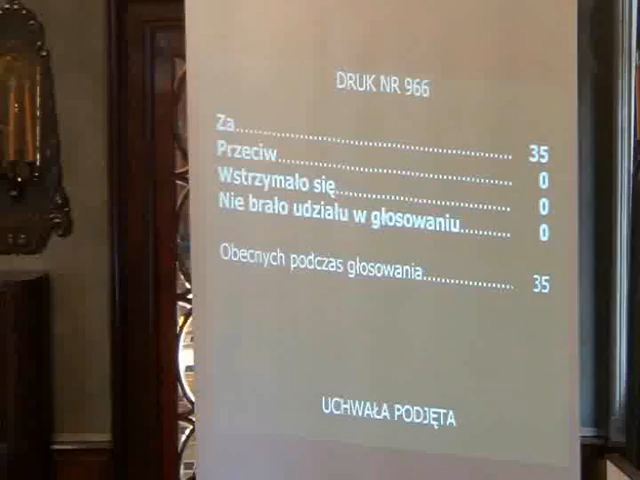 DRUK NR 966
Za.................................................... 35
Przeciw............................................ 0
Wstrzymało się................................. 0
Nie brało udziału w głosowaniu.......... 0
Obecnych podczas głosowania.................. 35
UCHWAŁA PODJĘTA